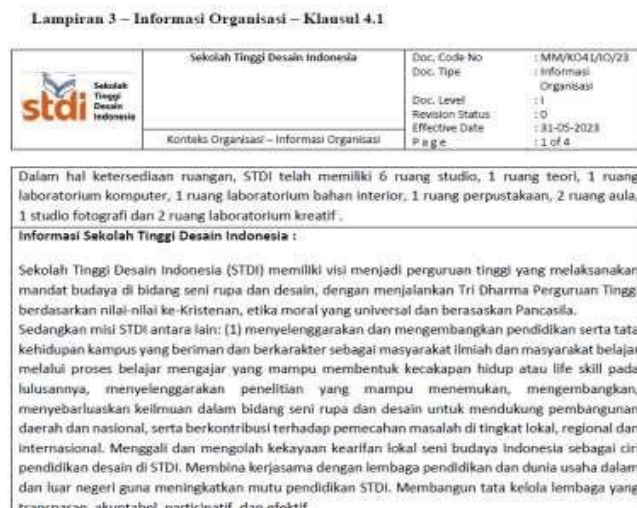 Lampiran 3 – Informasi Organisasi – Klausul 4.1
stdi Sekolah Tinggi Desain Indonesia
Sekolah Tinggi Desain Indonesia
Konteks Organisasi – Informasi Organisasi
Doc. Code No : MM/KO41/IO/23
Doc. Tipe : Informasi Organisasi
Doc. Level : I
Revision Status : 0
Effective Date : 31-05-2023
P a g e : 1 of 4
Dalam hal ketersediaan ruangan, STDI telah memiliki 6 ruang studio, 1 ruang teori, 1 ruang
laboratorium komputer, 1 ruang laboratorium bahan interior, 1 ruang perpustakaan, 2 ruang aula,
1 studio fotografi dan 2 ruang laboratorium kreatif .
Informasi Sekolah Tinggi Desain Indonesia :
Sekolah Tinggi Desain Indonesia (STDI) memiliki visi menjadi perguruan tinggi yang melaksanakan
mandat budaya di bidang seni rupa dan desain, dengan menjalankan Tri Dharma Perguruan Tinggi
berdasarkan nilai-nilai ke-Kristenan, etika moral yang universal dan berasaskan Pancasila.
Sedangkan misi STDI antara lain: (1) menyelenggarakan dan mengembangkan pendidikan serta tata
kehidupan kampus yang beriman dan berkarakter sebagai masyarakat ilmiah dan masyarakat belajar
melalui proses belajar mengajar yang mampu membentuk kecakapan hidup atau life skill pada
lulusannya, menyelenggarakan penelitian yang mampu menemukan, mengembangkan,
menyebarluaskan keilmuan dalam bidang seni rupa dan desain untuk mendukung pembangunan
daerah dan nasional, serta berkontribusi terhadap pemecahan masalah di tingkat lokal, regional dan
internasional. Menggali dan mengolah kekayaan kearifan lokal seni budaya Indonesia sebagai ciri
pendidikan desain di STDI. Membina kerjasama dengan lembaga pendidikan dan dunia usaha dalam
dan luar negeri guna meningkatkan mutu pendidikan STDI. Membangun tata kelola lembaga yang
transparan, akuntabel, partisipatif, dan efektif.